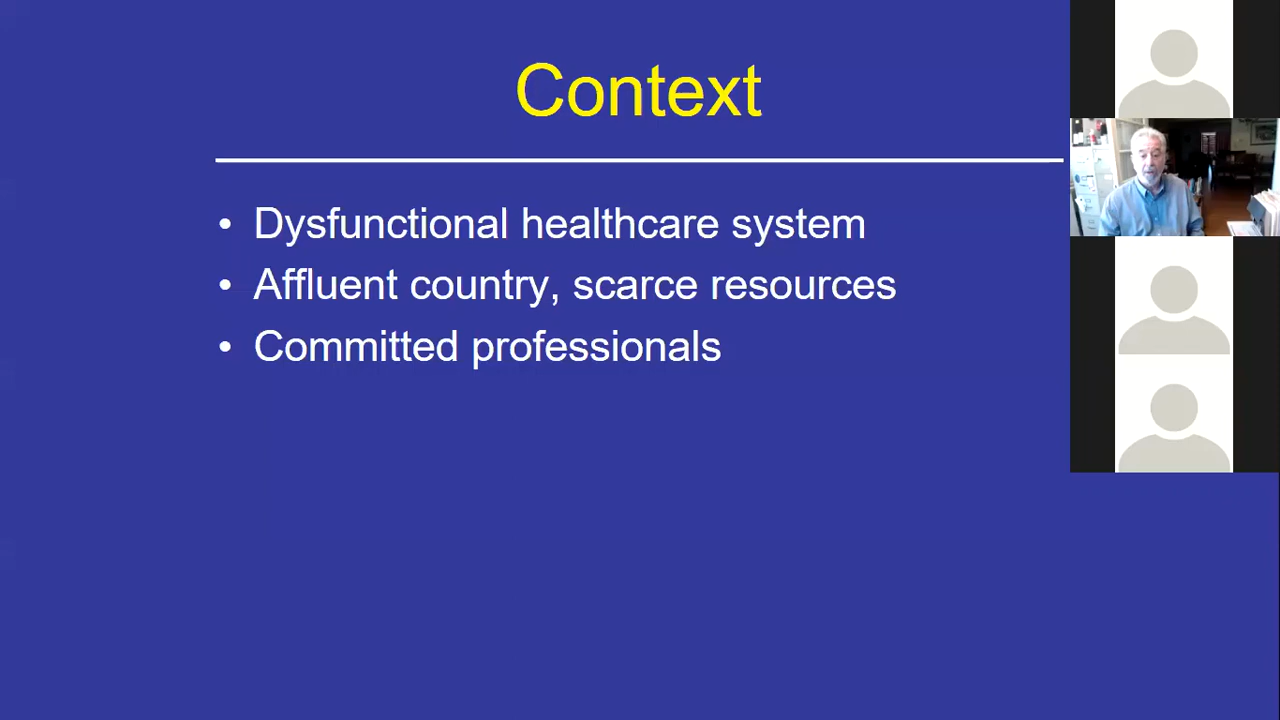 Context
• Dysfunctional healthcare system
• Affluent country, scarce resources
• Committed professionals